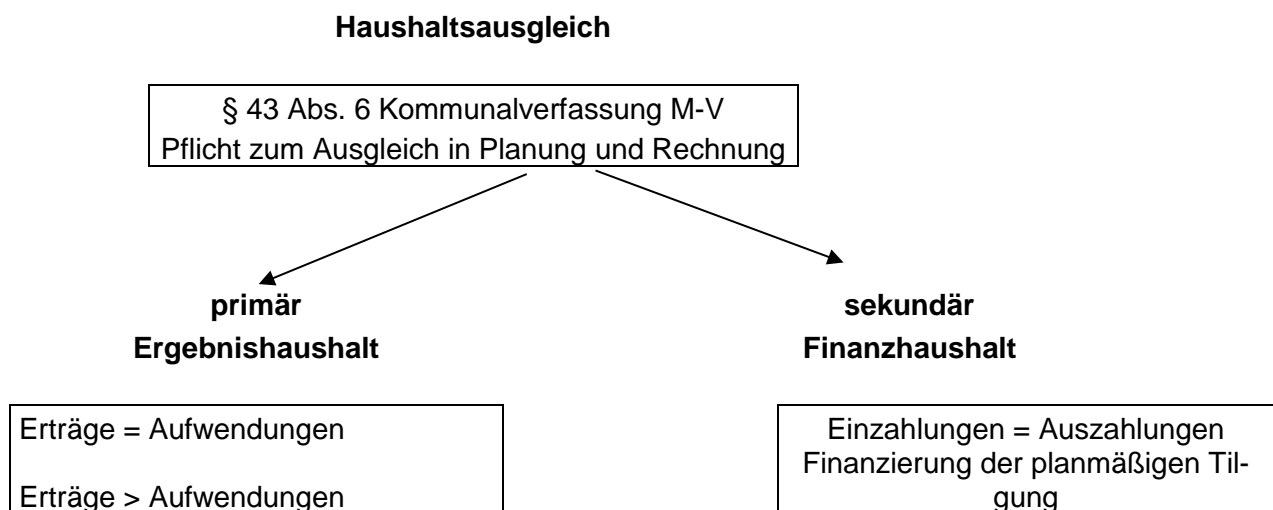 Haushaltsausgleich
§ 43 Abs. 6 Kommunalverfassung M-V
Pflicht zum Ausgleich in Planung und Rechnung
primär
Ergebnishaushalt
sekundär
Finanzhaushalt
Erträge = Aufwendungen
Erträge > Aufwendungen
Einzahlungen = Auszahlungen
Finanzierung der planmäßigen Til-
gung